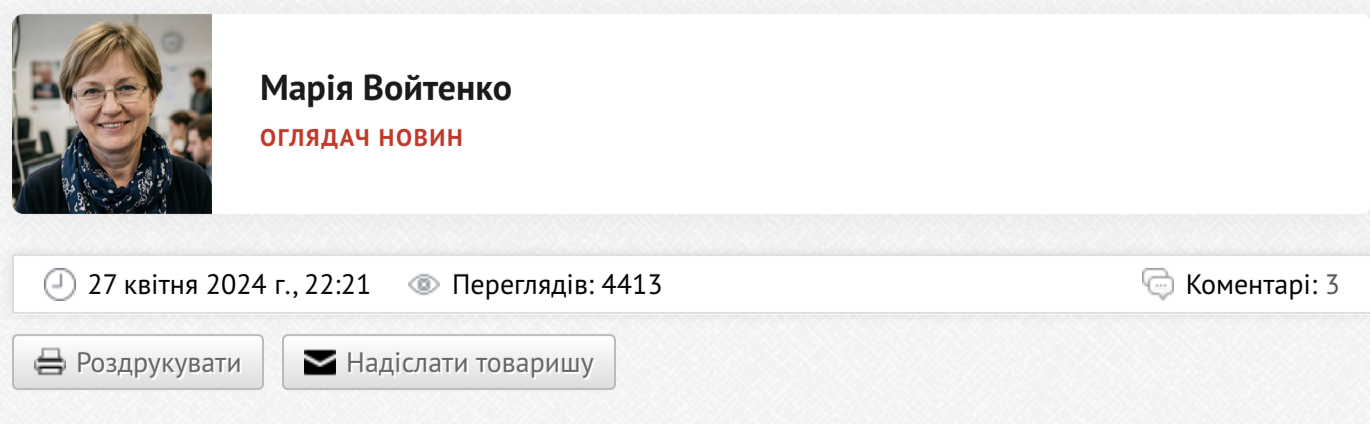 Марія Войтенко
ОГЛЯДАЧ НОВИН
27 квітня 2024 г., 22:21 Переглядів: 4413 Коментарі: 3
Роздрукувати Надіслати товаришу